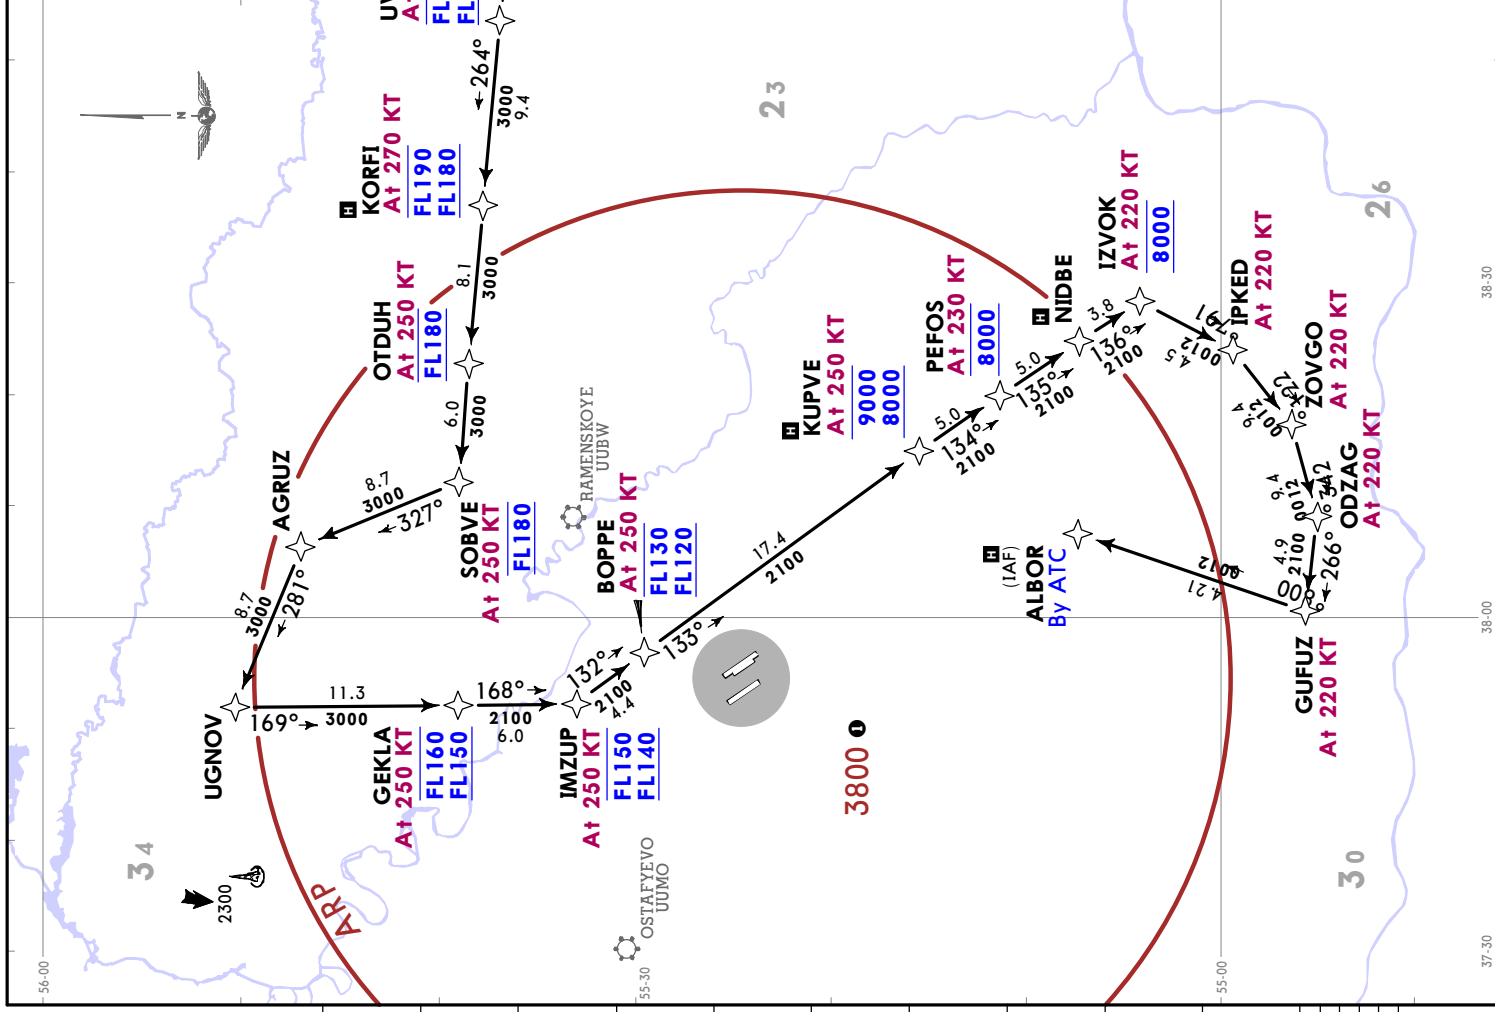 At
FL
FL
264°
3000
9.4
N
KORFI
At 270 KT
FL190
FL180
H
8.1
3000
OTDUH
At 250 KT
FL180
6.0
3000
AGRUZ
8.7
3000
327°
SOBVE
At 250 KT
FL180
RAMENSKOYE
UUBW
8.7
3000
281°
UGNOV
169°
11.3
3000
GEKLA
At 250 KT
FL160
FL150
168°
2100
6.0
IMZUP
At 250 KT
FL150
FL140
132°
2100
4.4
BOPPE
At 250 KT
FL130
FL120
133°
17.4
2100
H
KUPVE
At 250 KT
9000
8000
5.0
134°
2100
PEFOS
At 230 KT
8000
5.0
135°
2100
H
NIDBE
3.8
136°
2100
IZVOK
At 220 KT
8000
4.5
IPKED
At 220 KT
ZOVGO
At 220 KT
ODZAG
At 220 KT
4.9
2100
266°
GUFUZ
At 220 KT
H
(IAF)
ALBOR
By ATC
23
26
34
30
2300
ARP
OSTAFYEVO
UUMO
3800 1
56-00
55-30
55-00
38-30
38-00
37-30